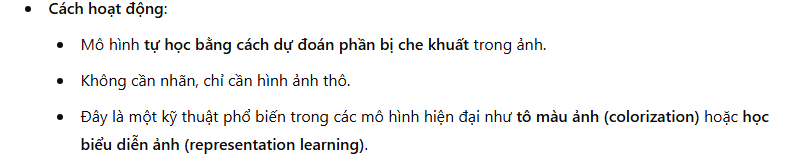 Cách hoạt động:
Mô hình tự học bằng cách dự đoán phần bị che khuất trong ảnh.
Không cần nhãn, chỉ cần hình ảnh thô.
Đây là một kỹ thuật phổ biến trong các mô hình hiện đại như tô màu ảnh (colorization) hoặc học
biểu diễn ảnh (representation learning).